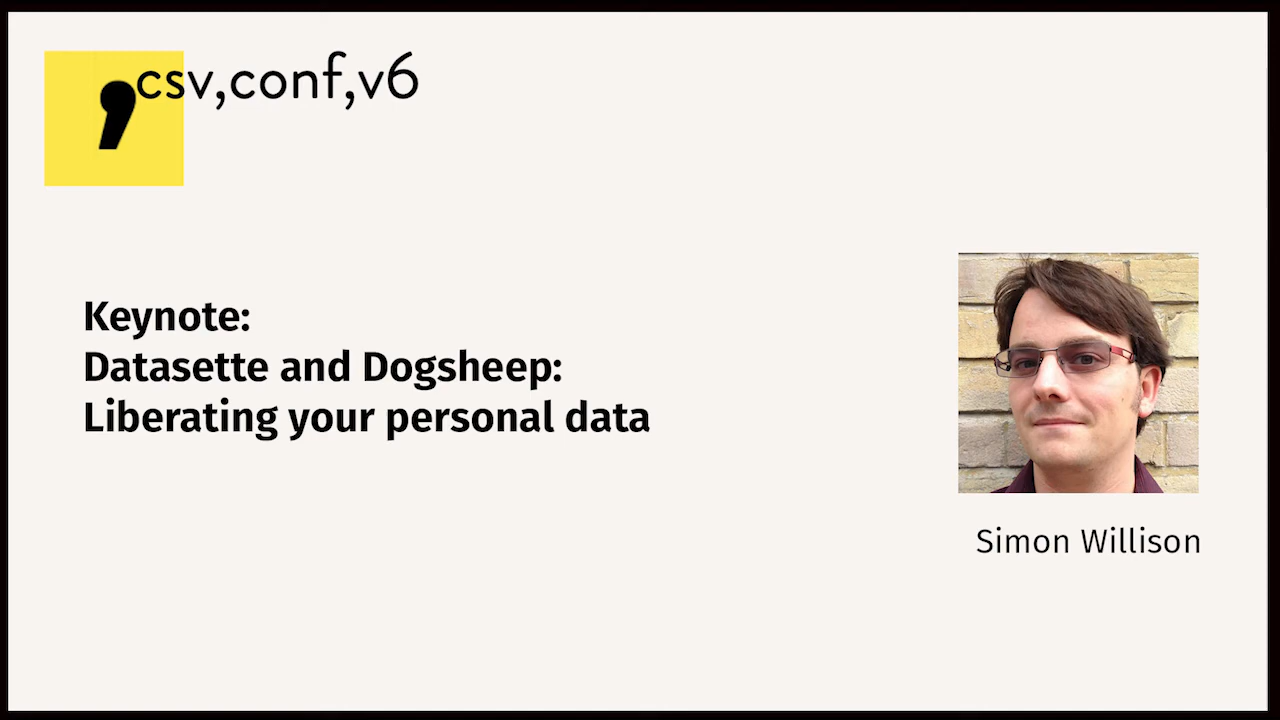 csv,conf,v6
Keynote:
Datasette and Dogsheep:
Liberating your personal data
Simon Willison